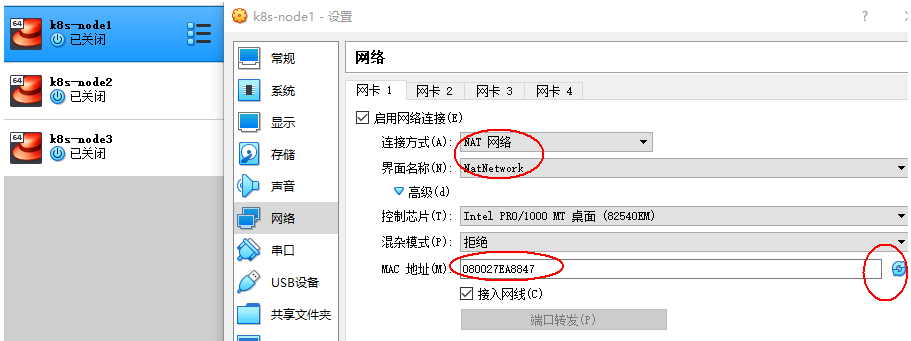 64
k8s-node1
已关闭
64
k8s-node2
已关闭
64
k8s-node3
已关闭
k8s-node1 - 设置
?
常规
系统
显示
存储
声音
网络
串口
USB设备
共享文件夹
网络
网卡 1 网卡 2 网卡 3 网卡 4
启用网络连接(E)
连接方式(A): NAT 网络
界面名称(N): NatNetwork
高级(d)
控制芯片(T): Intel PRO/1000 MT 桌面 (82540EM)
混杂模式(P): 拒绝
MAC 地址(M) 080027EA8847
接入网线(C)
端口转发(P)